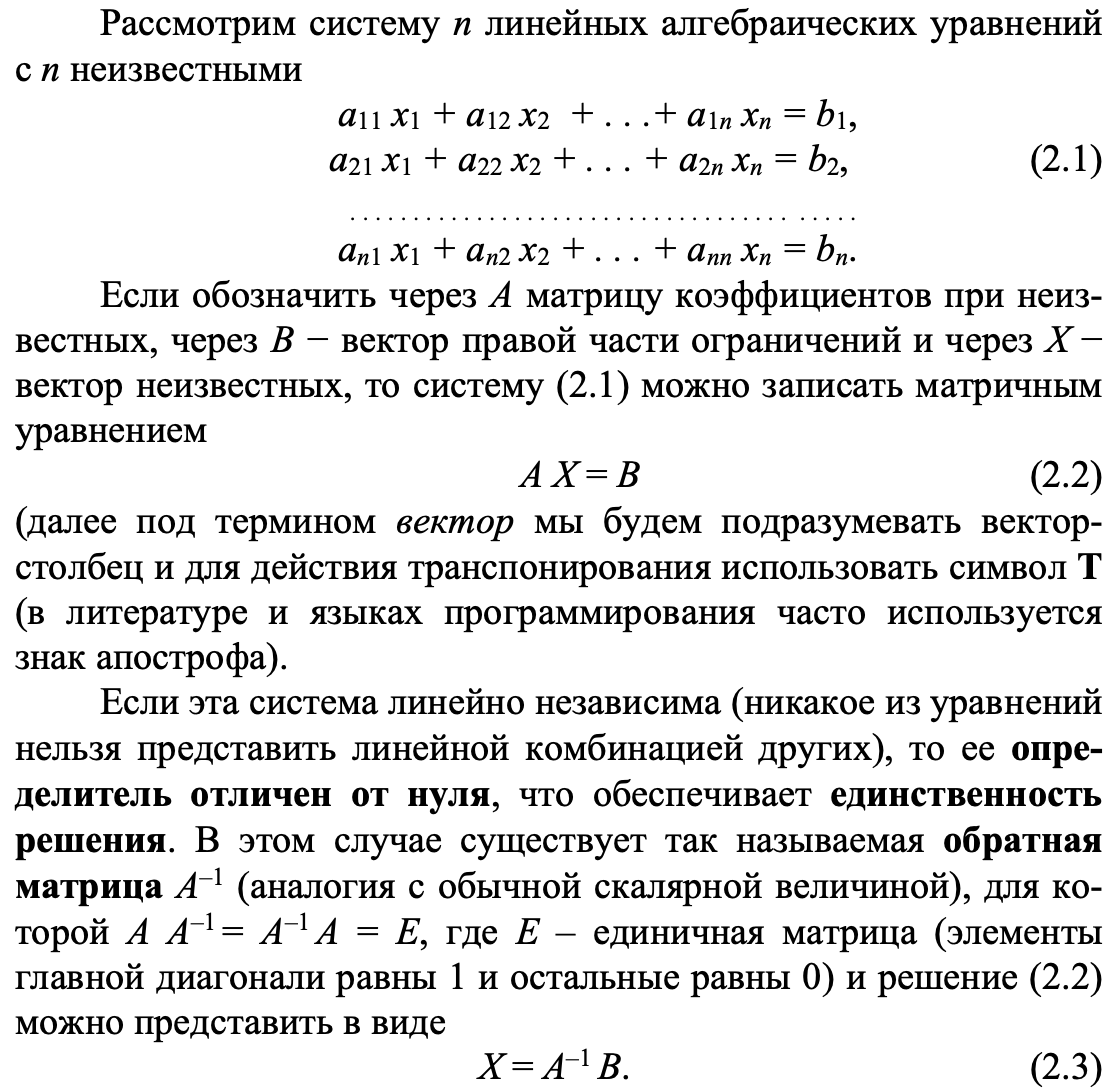 Рассмотрим систему n линейных алгебраических уравнений
с n неизвестными
a11 x1 + a12 x2 + . . .+ a1n xn = b1,
a21 x1 + a22 x2 + . . . + a2n xn = b2, (2.1)
. . . . . . . . . . . . . . . . . . . . . . . . . . . . . . . . . . . . . . . .
an1 x1 + an2 x2 + . . . + ann xn = bn.
Если обозначить через A матрицу коэффициентов при неиз-
вестных, через B − вектор правой части ограничений и через X −
вектор неизвестных, то систему (2.1) можно записать матричным
уравнением
A X = B (2.2)
(далее под термином вектор мы будем подразумевать вектор-
столбец и для действия транспонирования использовать символ T
(в литературе и языках программирования часто используется
знак апострофа).
Если эта система линейно независима (никакое из уравнений
нельзя представить линейной комбинацией других), то ее опре-
делитель отличен от нуля, что обеспечивает единственность
решения. В этом случае существует так называемая обратная
матрица A⁻¹ (аналогия с обычной скалярной величиной), для ко-
торой A A⁻¹ = A⁻¹ A = E, где E – единичная матрица (элементы
главной диагонали равны 1 и остальные равны 0) и решение (2.2)
можно представить в виде
X = A⁻¹ B. (2.3)